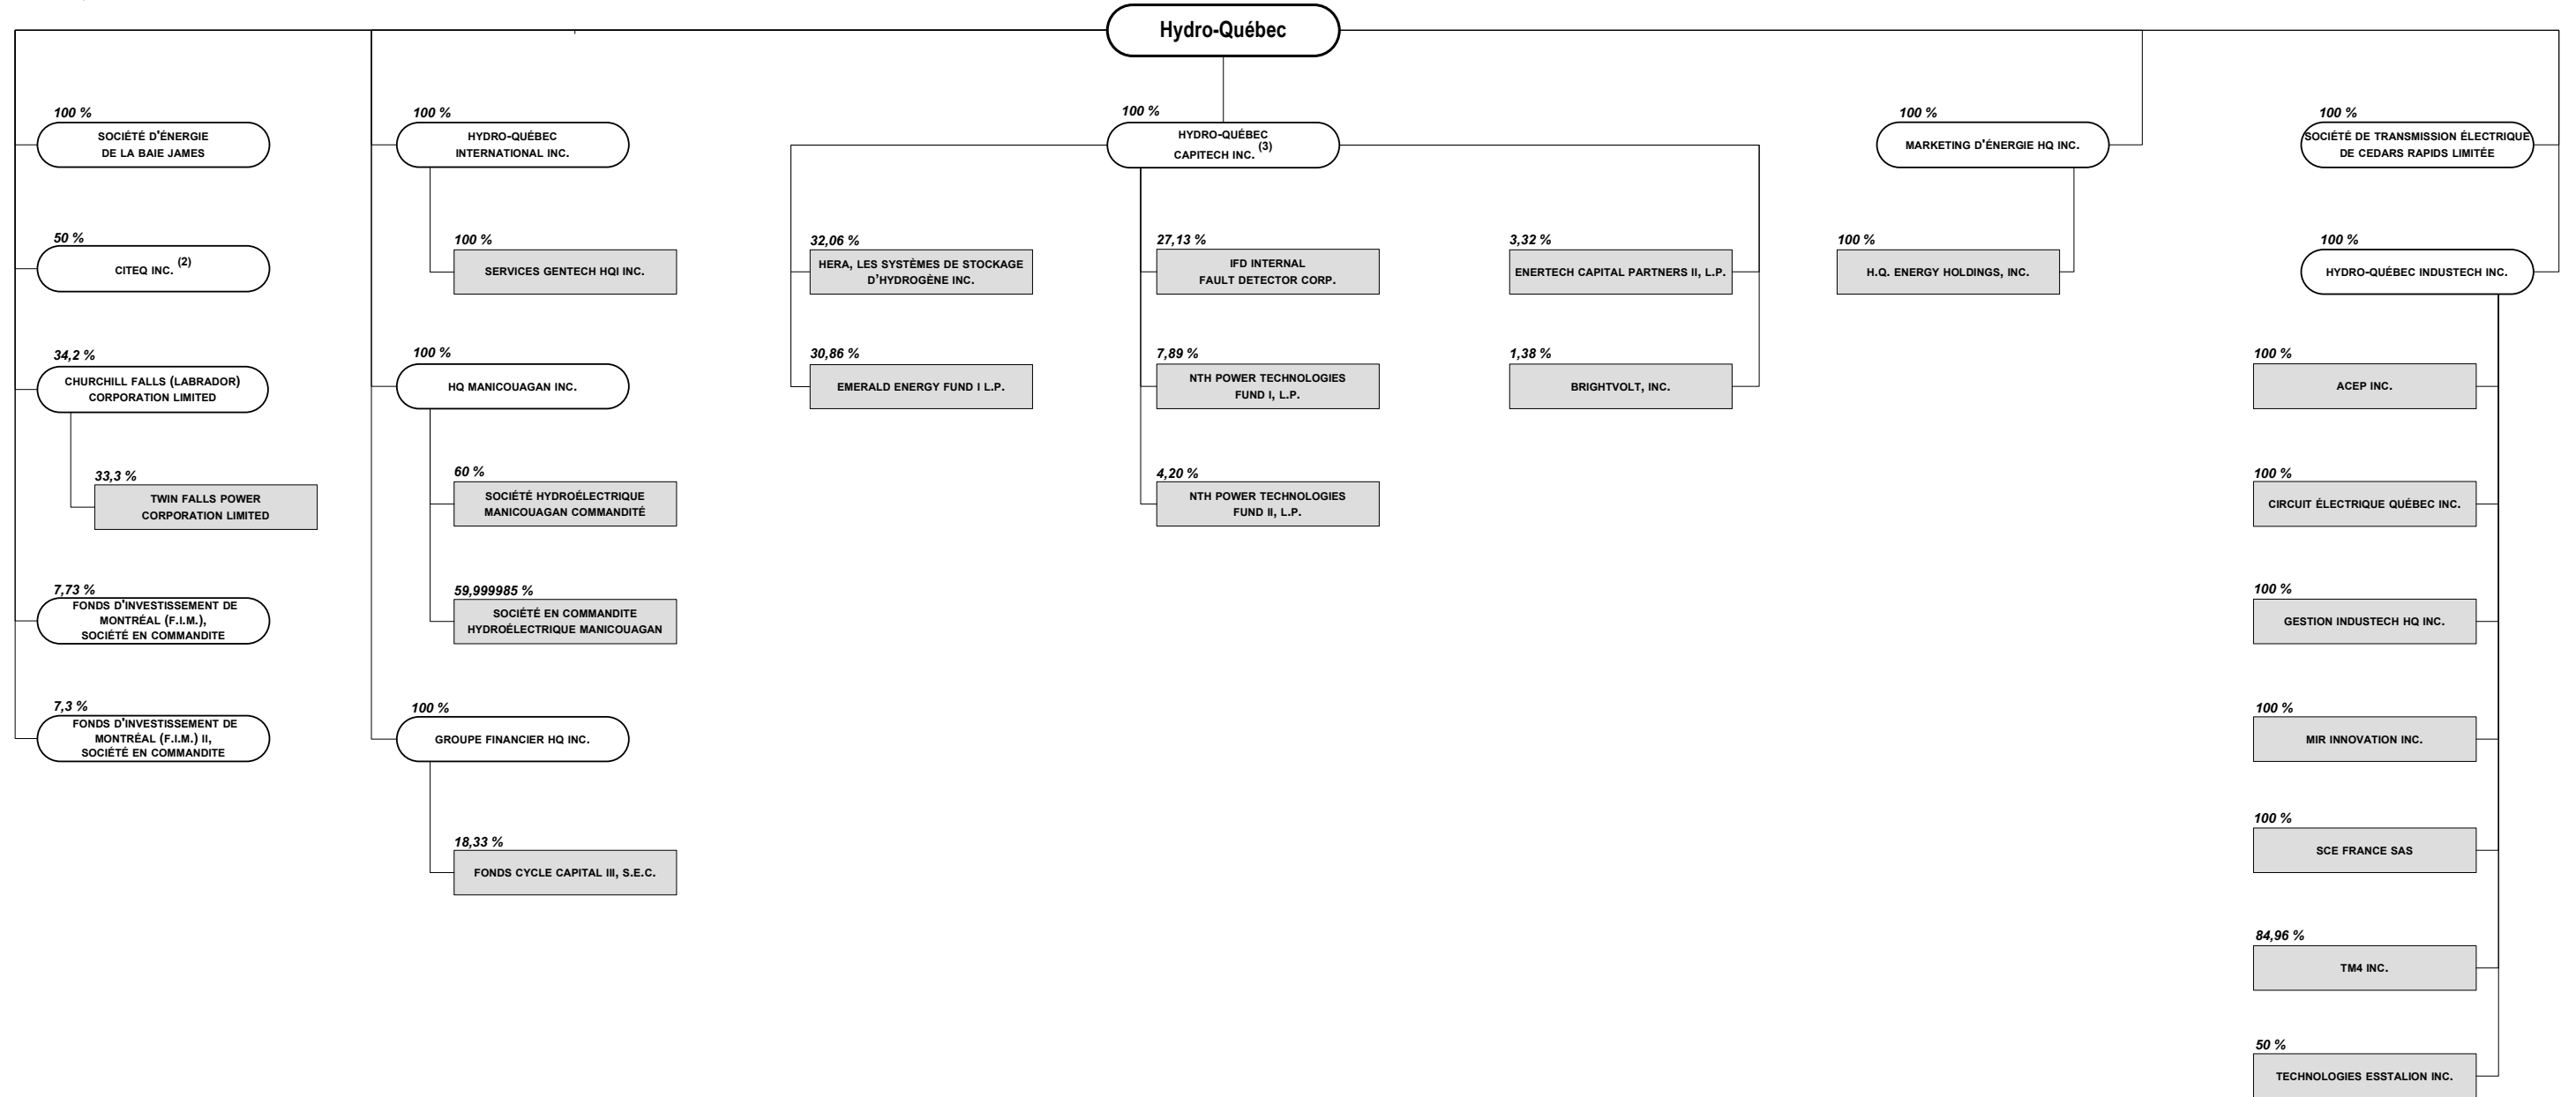 Hydro-Québec
100 %
SOCIÉTÉ D'ÉNERGIE
DE LA BAIE JAMES
50 %
CITEQ INC. (2)
34,2 %
CHURCHILL FALLS (LABRADOR)
CORPORATION LIMITED
33,3 %
TWIN FALLS POWER
CORPORATION LIMITED
7,73 %
FONDS D'INVESTISSEMENT DE
MONTRÉAL (F.I.M.),
SOCIÉTÉ EN COMMANDITE
7,3 %
FONDS D'INVESTISSEMENT DE
MONTRÉAL (F.I.M.) II,
SOCIÉTÉ EN COMMANDITE
100 %
HYDRO-QUÉBEC
INTERNATIONAL INC.
100 %
SERVICES GENTECH HQI INC.
100 %
HQ MANICOUAGAN INC.
60 %
SOCIÉTÉ HYDROÉLECTRIQUE
MANICOUAGAN COMMANDITÉ
59,999985 %
SOCIÉTÉ EN COMMANDITE
HYDROÉLECTRIQUE MANICOUAGAN
100 %
GROUPE FINANCIER HQ INC.
18,33 %
FONDS CYCLE CAPITAL III, S.E.C.
100 %
HYDRO-QUÉBEC
CAPITECH INC. (3)
32,06 %
HERA, LES SYSTÈMES DE STOCKAGE
D’HYDROGÈNE INC.
30,86 %
EMERALD ENERGY FUND I L.P.
27,13 %
IFD INTERNAL
FAULT DETECTOR CORP.
7,89 %
NTH POWER TECHNOLOGIES
FUND I, L.P.
4,20 %
NTH POWER TECHNOLOGIES
FUND II, L.P.
3,32 %
ENERTECH CAPITAL PARTNERS II, L.P.
1,38 %
BRIGHTVOLT, INC.
100 %
MARKETING D'ÉNERGIE HQ INC.
100 %
H.Q. ENERGY HOLDINGS, INC.
100 %
SOCIÉTÉ DE TRANSMISSION ÉLECTRIQUE
DE CEDARS RAPIDS LIMITÉE
100 %
HYDRO-QUÉBEC INDUSTECH INC.
100 %
ACEP INC.
100 %
CIRCUIT ÉLECTRIQUE QUÉBEC INC.
100 %
GESTION INDUSTECH HQ INC.
100 %
MIR INNOVATION INC.
100 %
SCE FRANCE SAS
84,96 %
TM4 INC.
50 %
TECHNOLOGIES ESSTALION INC.